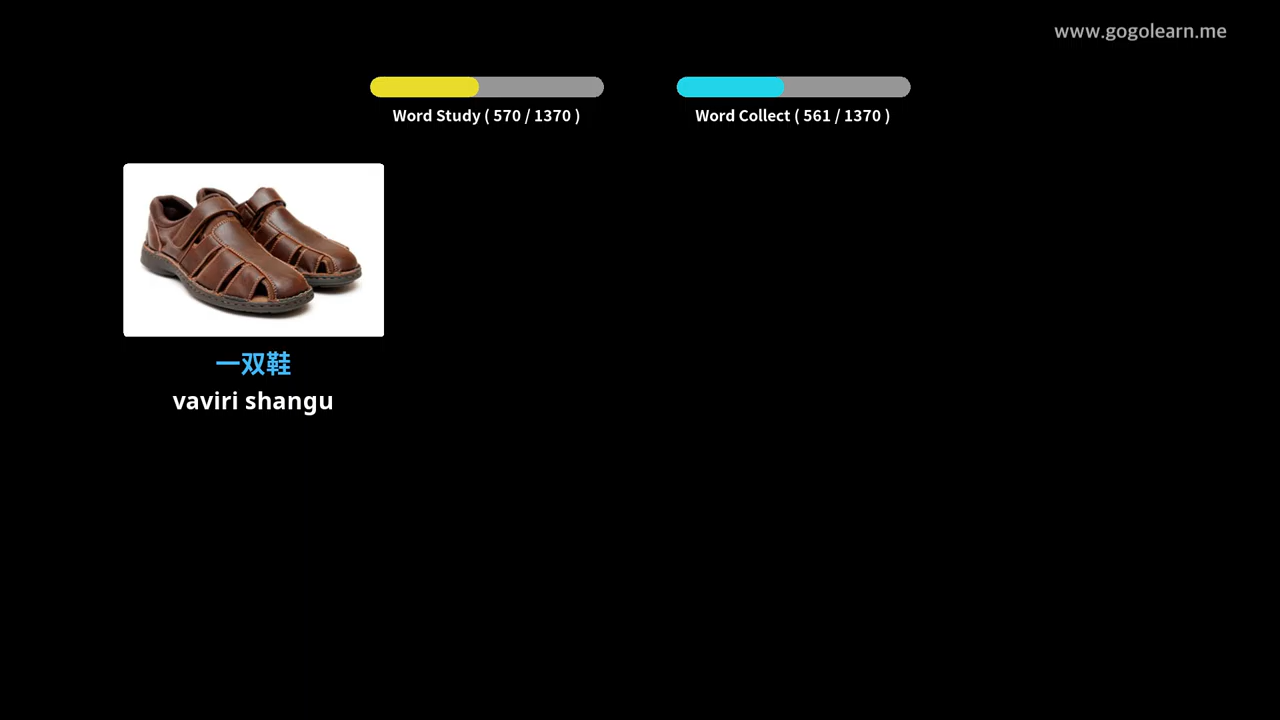 www.gogolearn.me
Word Study ( 570 / 1370 )
Word Collect ( 561 / 1370 )
一双鞋
vaviri shangu